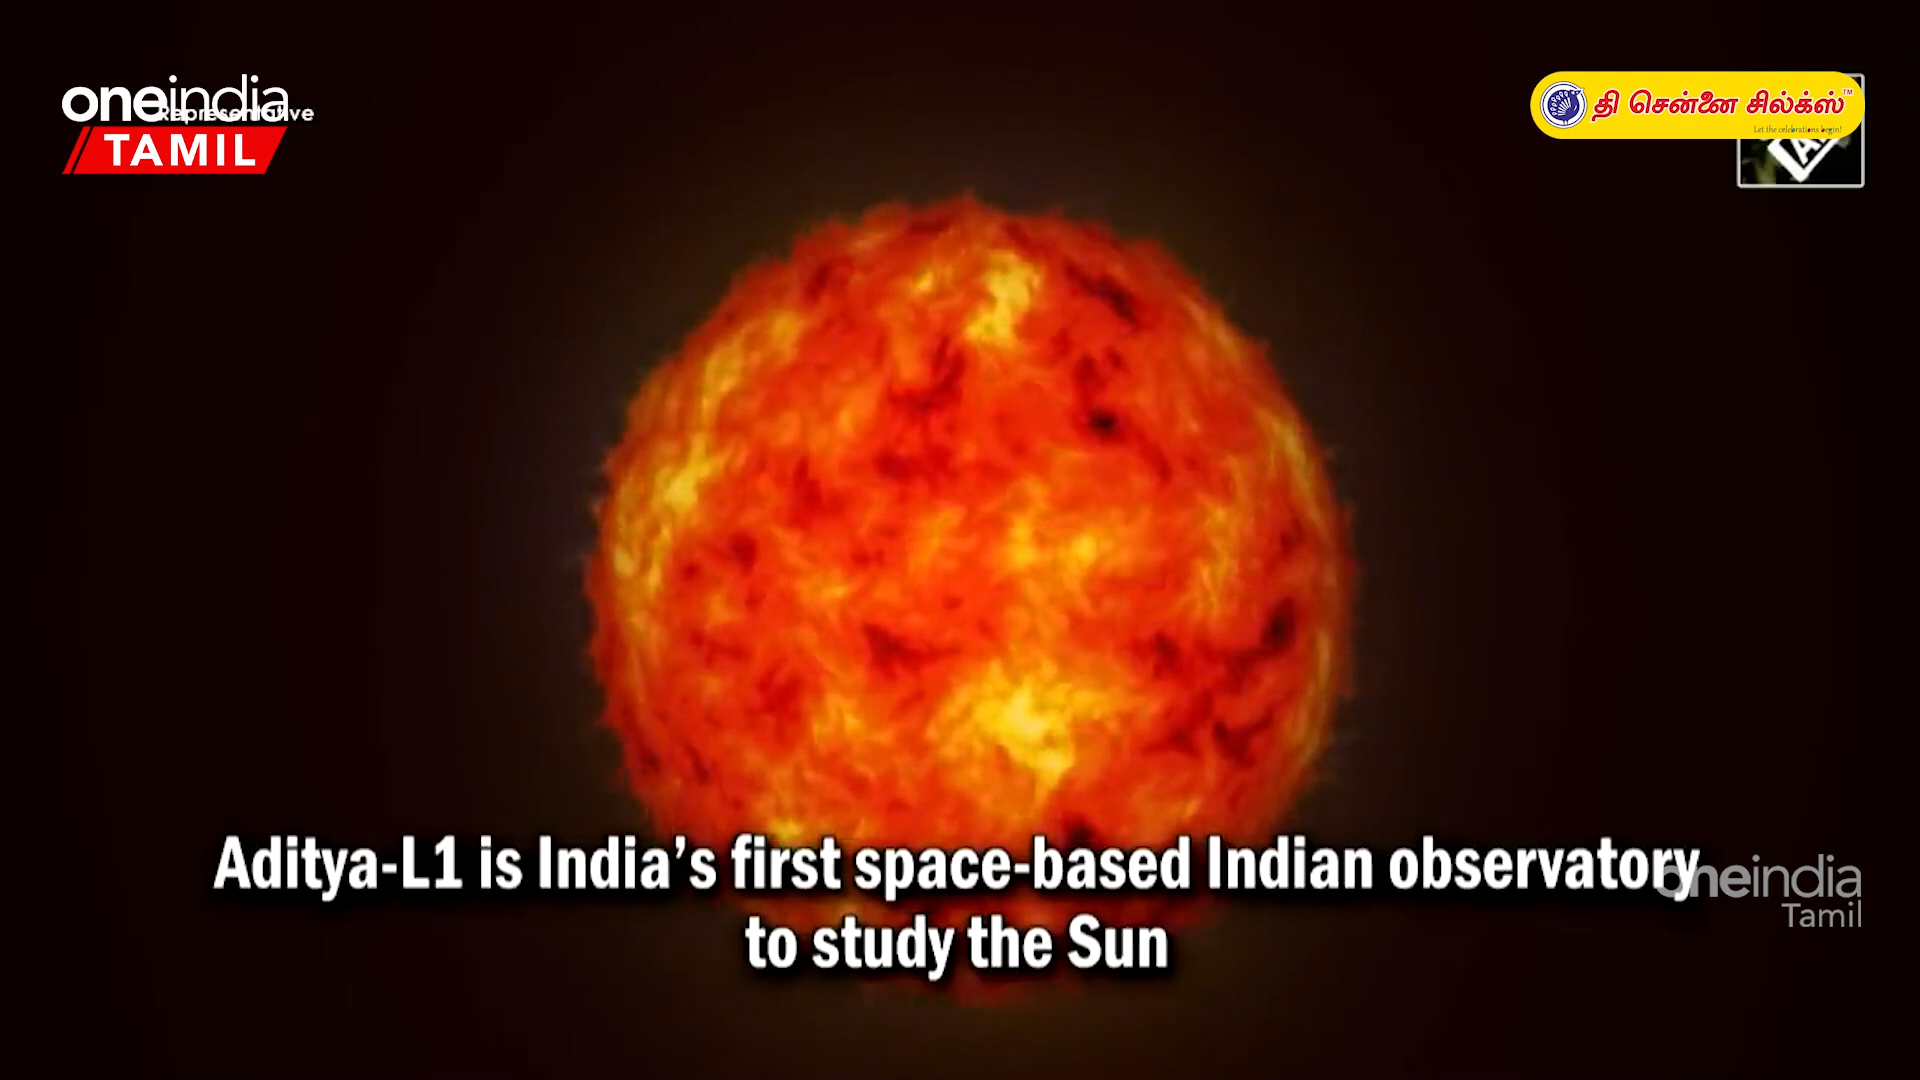 oneindia
Representative
TAMIL
தி சென்னை சில்க்ஸ்™
Let the celebrations begin!
Aditya-L1 is India’s first space-based Indian observatory
to study the Sun
oneindia
Tamil